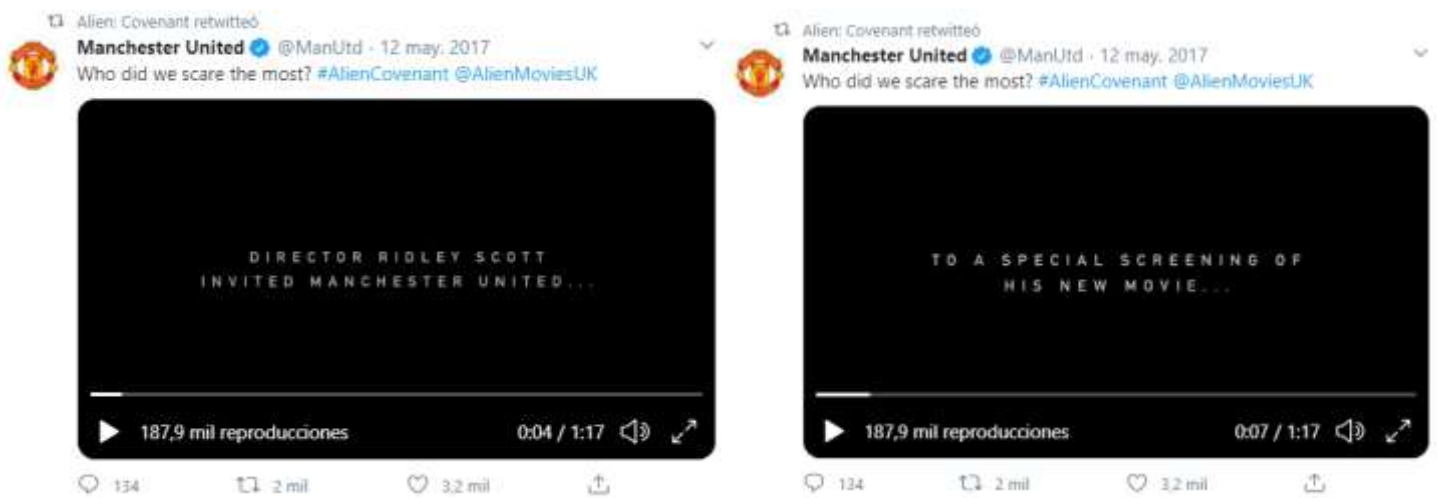 Alien: Covenant retwitteó
Manchester United @ManUtd · 12 may. 2017
Who did we scare the most? #AlienCovenant @AlienMoviesUK
DIRECTOR RIDLEY SCOTT
INVITED MANCHESTER UNITED...
187,9 mil reproducciones 0:04 / 1:17
134 2 mil 3,2 mil
Alien: Covenant retwitteó
Manchester United @ManUtd · 12 may. 2017
Who did we scare the most? #AlienCovenant @AlienMoviesUK
TO A SPECIAL SCREENING OF
HIS NEW MOVIE...
187,9 mil reproducciones 0:07 / 1:17
134 2 mil 3,2 mil